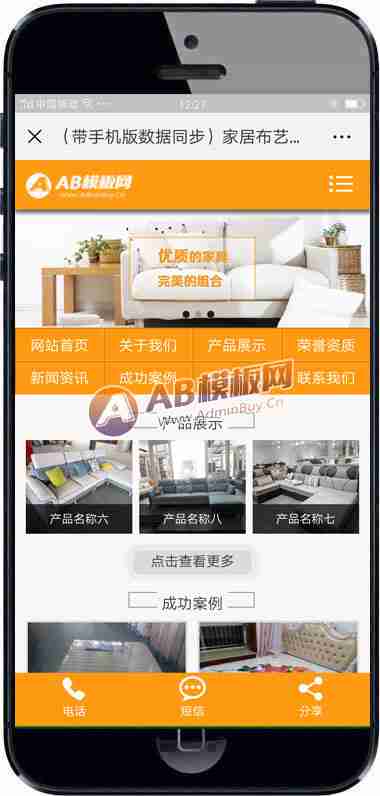 中国移动 12:27
（带手机版数据同步）家居布艺...
AB模板网
www.AdminBuy.Cn
优质的家具
完美的组合
网站首页 关于我们 产品展示 荣誉资质
新闻资讯 成功案例 联系我们
AB模板网
www.AdminBuy.Cn
产品展示
产品名称六 产品名称八 产品名称七
点击查看更多
成功案例
电话 短信 分享